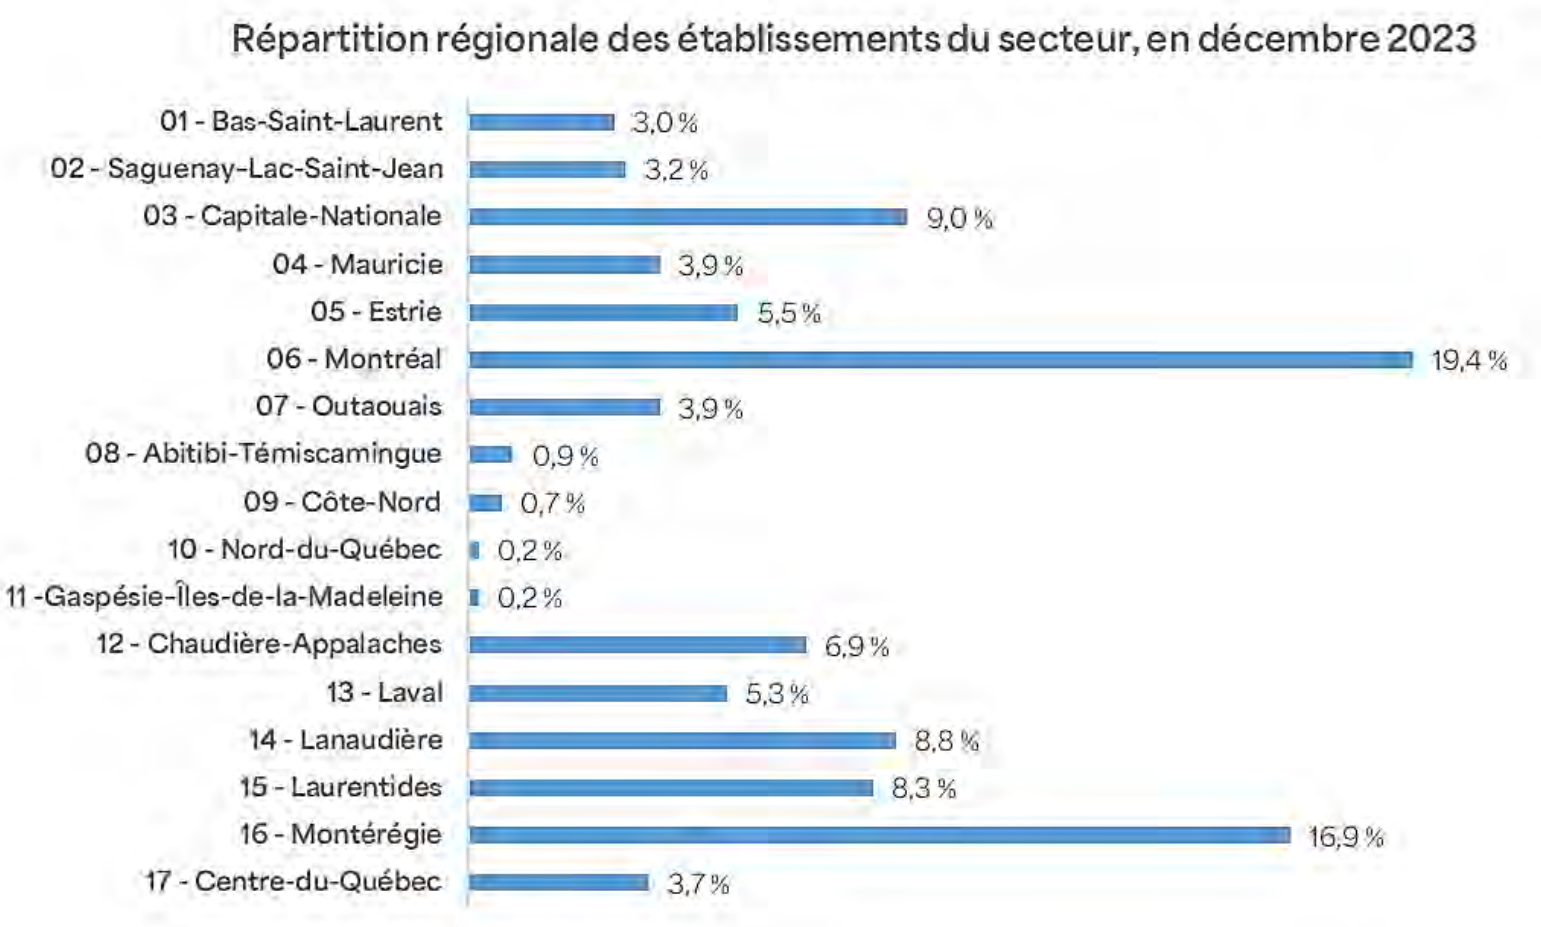 Répartition régionale des établissements du secteur, en décembre 2023
01 - Bas-Saint-Laurent 3,0 %
02 - Saguenay-Lac-Saint-Jean 3,2 %
03 - Capitale-Nationale 9,0 %
04 - Mauricie 3,9 %
05 - Estrie 5,5 %
06 - Montréal 19,4 %
07 - Outaouais 3,9 %
08 - Abitibi-Témiscamingue 0,9 %
09 - Côte-Nord 0,7 %
10 - Nord-du-Québec 0,2 %
11 -Gaspésie-Îles-de-la-Madeleine 0,2 %
12 - Chaudière-Appalaches 6,9 %
13 - Laval 5,3 %
14 - Lanaudière 8,8 %
15 - Laurentides 8,3 %
16 - Montérégie 16,9 %
17 - Centre-du-Québec 3,7 %